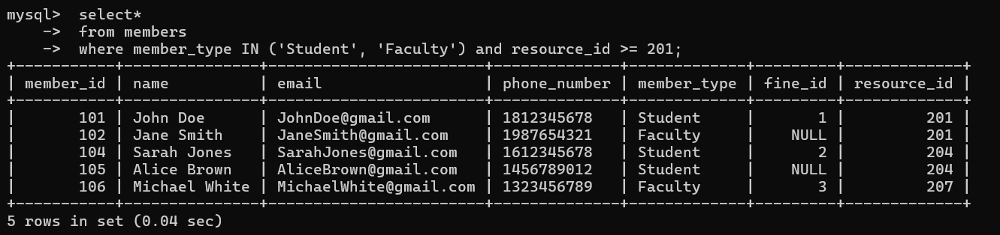 mysql>  select*
    ->  from members
    ->  where member_type IN ('Student', 'Faculty') and resource_id >= 201;
+-----------+---------------+------------------------+--------------+-------------+---------+-------------+
| member_id | name          | email                  | phone_number | member_type | fine_id | resource_id |
+-----------+---------------+------------------------+--------------+-------------+---------+-------------+
|       101 | John Doe      | JohnDoe@gmail.com      | 1812345678   | Student     |       1 |         201 |
|       102 | Jane Smith    | JaneSmith@gmail.com    | 1987654321   | Faculty     |    NULL |         201 |
|       104 | Sarah Jones   | SarahJones@gmail.com   | 1612345678   | Student     |       2 |         204 |
|       105 | Alice Brown   | AliceBrown@gmail.com   | 1456789012   | Student     |    NULL |         204 |
|       106 | Michael White | MichaelWhite@gmail.com | 1323456789   | Faculty     |       3 |         207 |
+-----------+---------------+------------------------+--------------+-------------+---------+-------------+
5 rows in set (0.04 sec)